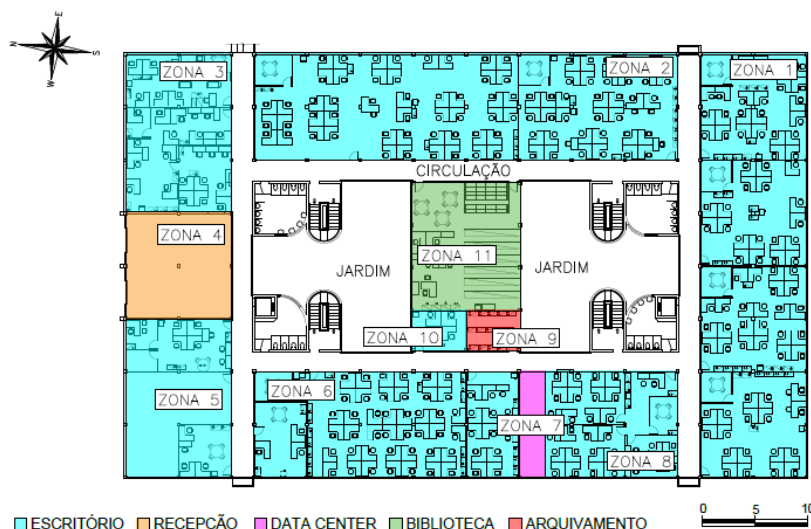 E
N
S
W
ZONA 3
ZONA 2
ZONA 1
CIRCULAÇÃO
ZONA 4
ZONA 11
JARDIM
JARDIM
ZONA 10
ZONA 9
ZONA 6
ZONA 5
ZONA 7
ZONA 8
ESCRITÓRIO RECEPÇÃO DATA CENTER BIBLIOTECA ARQUIVAMENTO
0 5 10